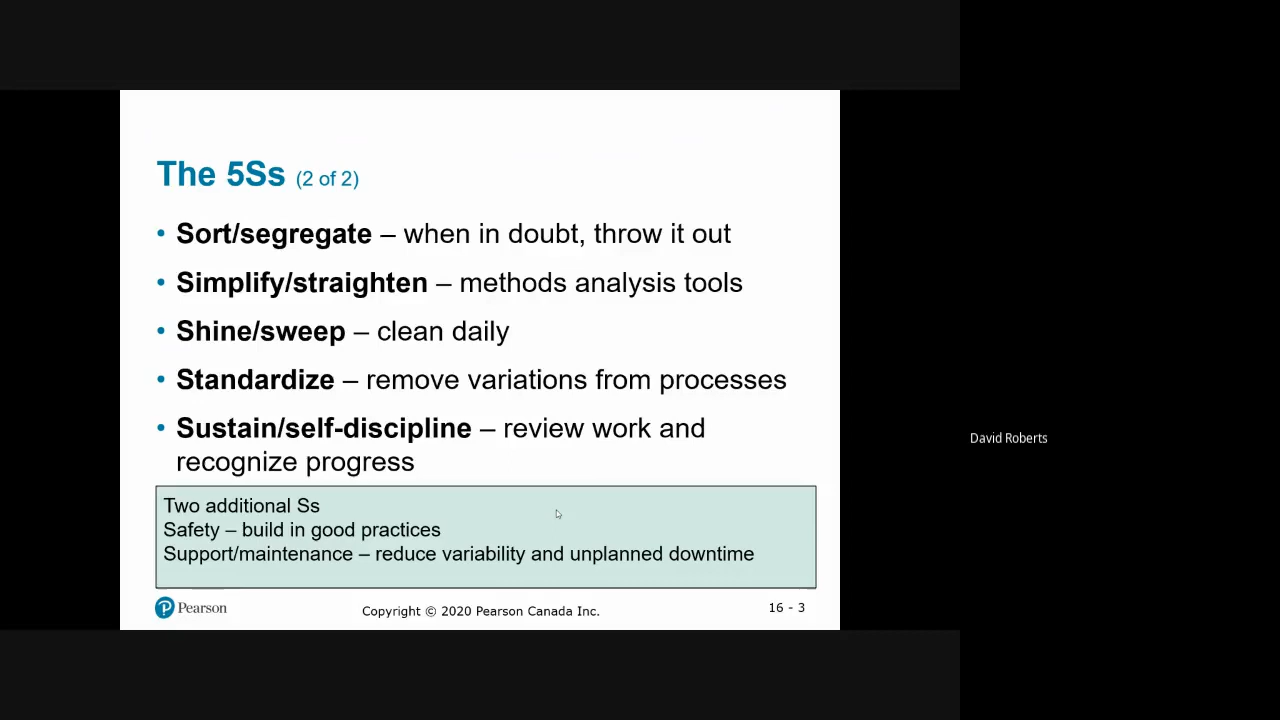 The 5Ss (2 of 2)
• Sort/segregate – when in doubt, throw it out
• Simplify/straighten – methods analysis tools
• Shine/sweep – clean daily
• Standardize – remove variations from processes
• Sustain/self-discipline – review work and
recognize progress
Two additional Ss
Safety – build in good practices
Support/maintenance – reduce variability and unplanned downtime
P Pearson
Copyright © 2020 Pearson Canada Inc.
16 - 3
David Roberts